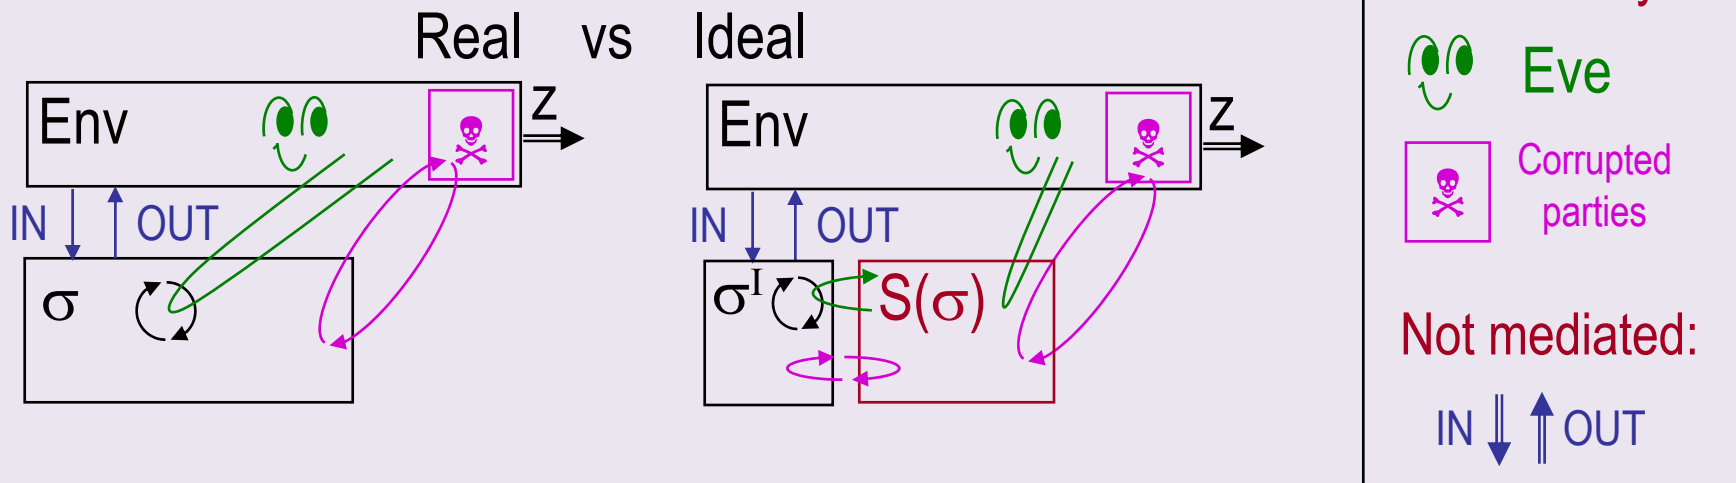 Real vs Ideal
Env
z
IN
OUT
σ
Env
z
IN
OUT
σᴵ
S(σ)
Eve
Corrupted
parties
Not mediated:
IN
OUT